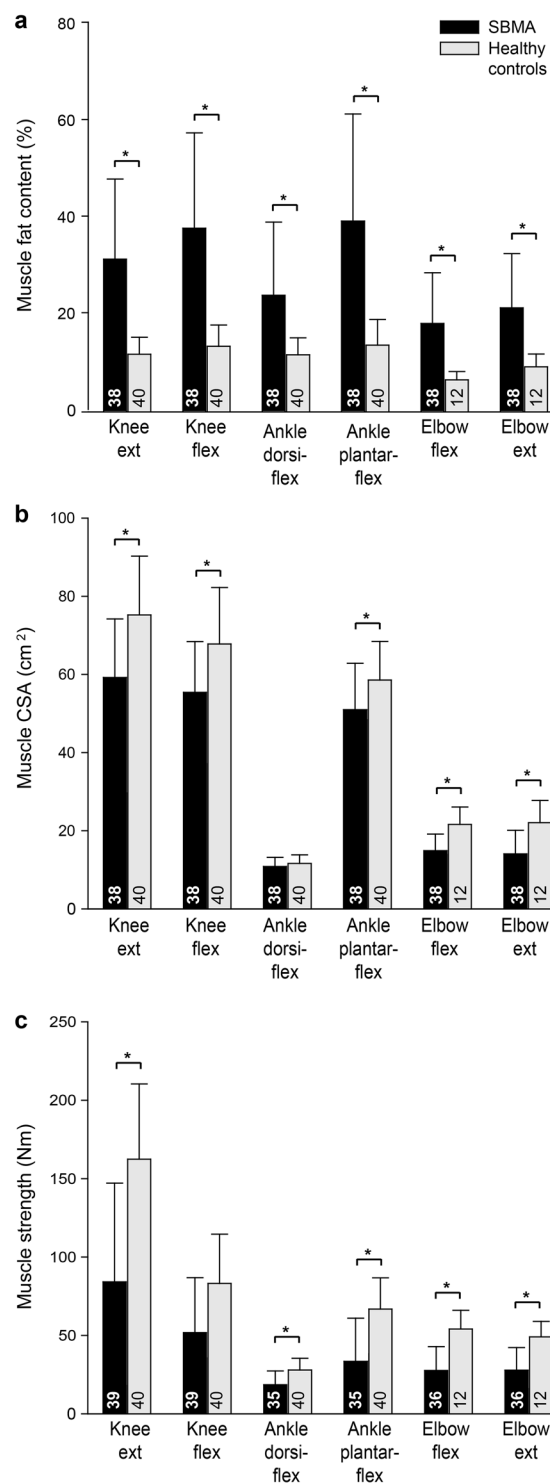 a
SBMA
Healthy
controls
Muscle fat content (%)
80
60
40
20
0
* * * * * *
38 40 38 40 38 40 38 40 38 12 38 12
Knee ext
Knee flex
Ankle dorsi-flex
Ankle plantar-flex
Elbow flex
Elbow ext
b
Muscle CSA (cm²)
100
80
60
40
20
0
* * * * *
38 40 38 40 38 40 38 40 38 12 38 12
Knee ext
Knee flex
Ankle dorsi-flex
Ankle plantar-flex
Elbow flex
Elbow ext
c
Muscle strength (Nm)
250
200
150
100
50
0
* * * * *
39 40 39 40 35 40 35 40 36 12 36 12
Knee ext
Knee flex
Ankle dorsi-flex
Ankle plantar-flex
Elbow flex
Elbow ext